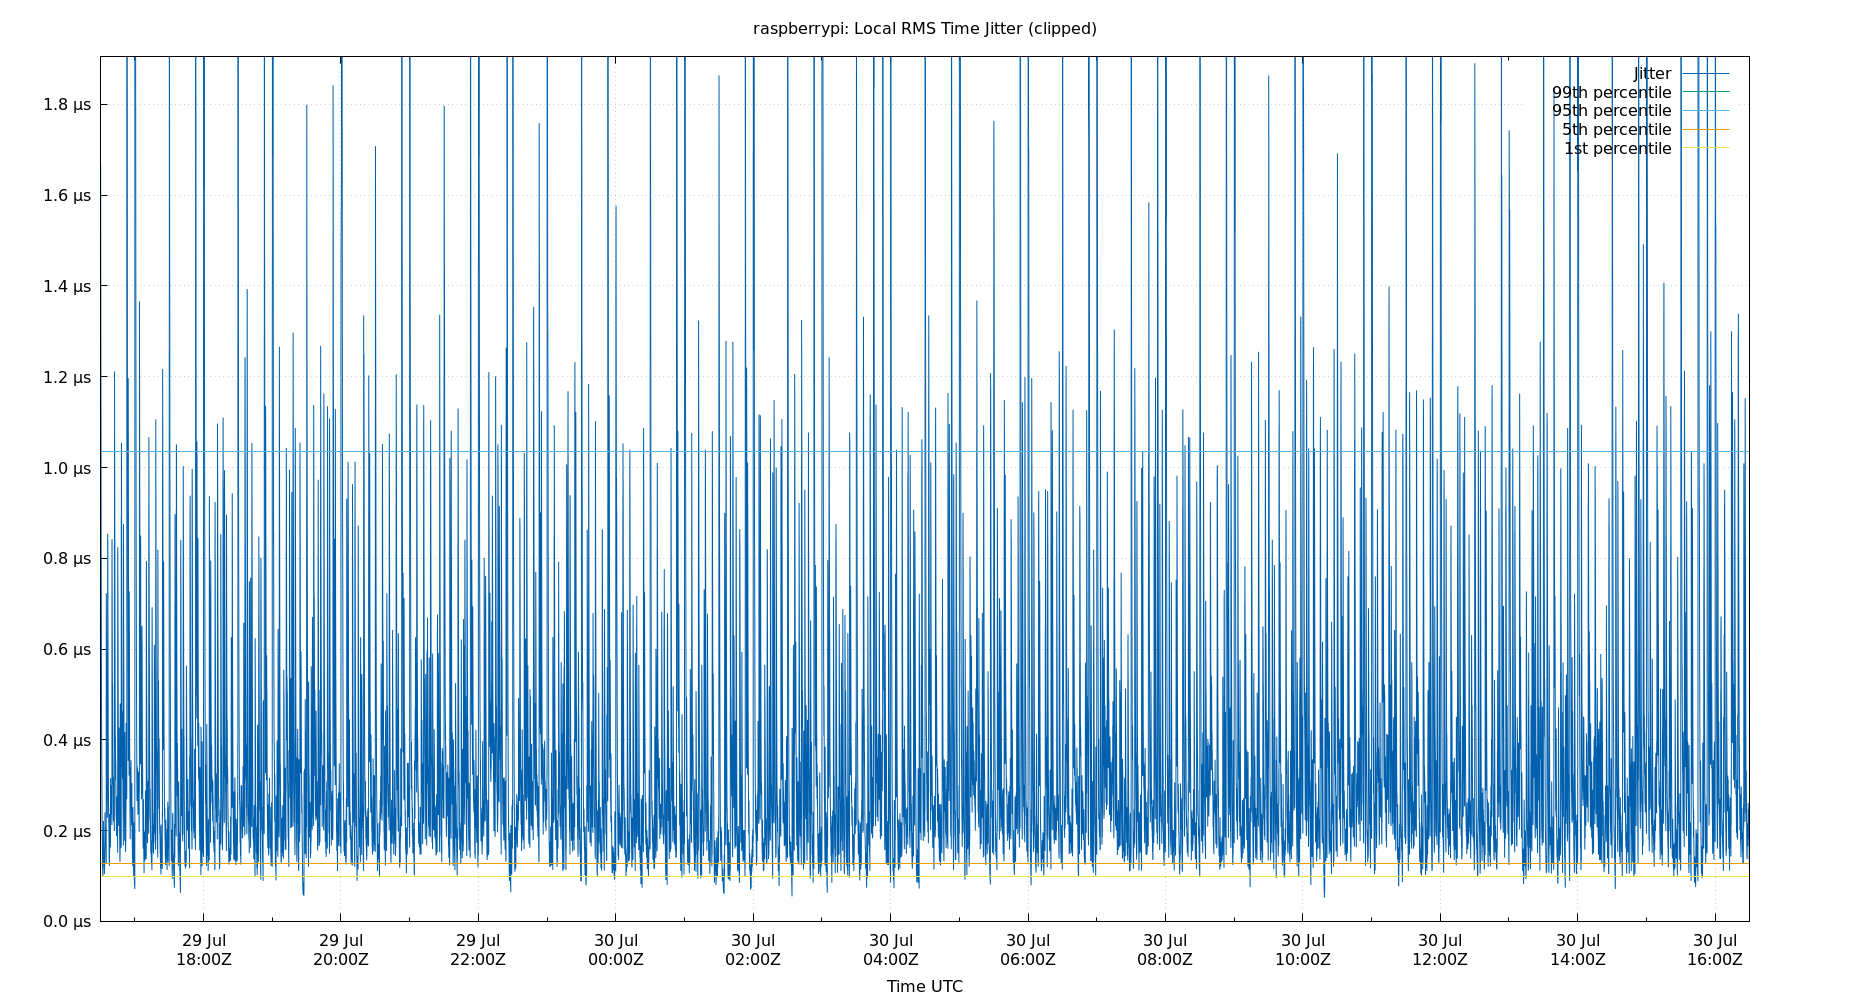 raspberrypi: Local RMS Time Jitter (clipped)
Jitter
99th percentile
95th percentile
5th percentile
1st percentile
1.8 µs
1.6 µs
1.4 µs
1.2 µs
1.0 µs
0.8 µs
0.6 µs
0.4 µs
0.2 µs
0.0 µs
29 Jul 29 Jul 29 Jul 30 Jul 30 Jul 30 Jul 30 Jul 30 Jul 30 Jul 30 Jul 30 Jul 30 Jul
18:00Z 20:00Z 22:00Z 00:00Z 02:00Z 04:00Z 06:00Z 08:00Z 10:00Z 12:00Z 14:00Z 16:00Z
Time UTC